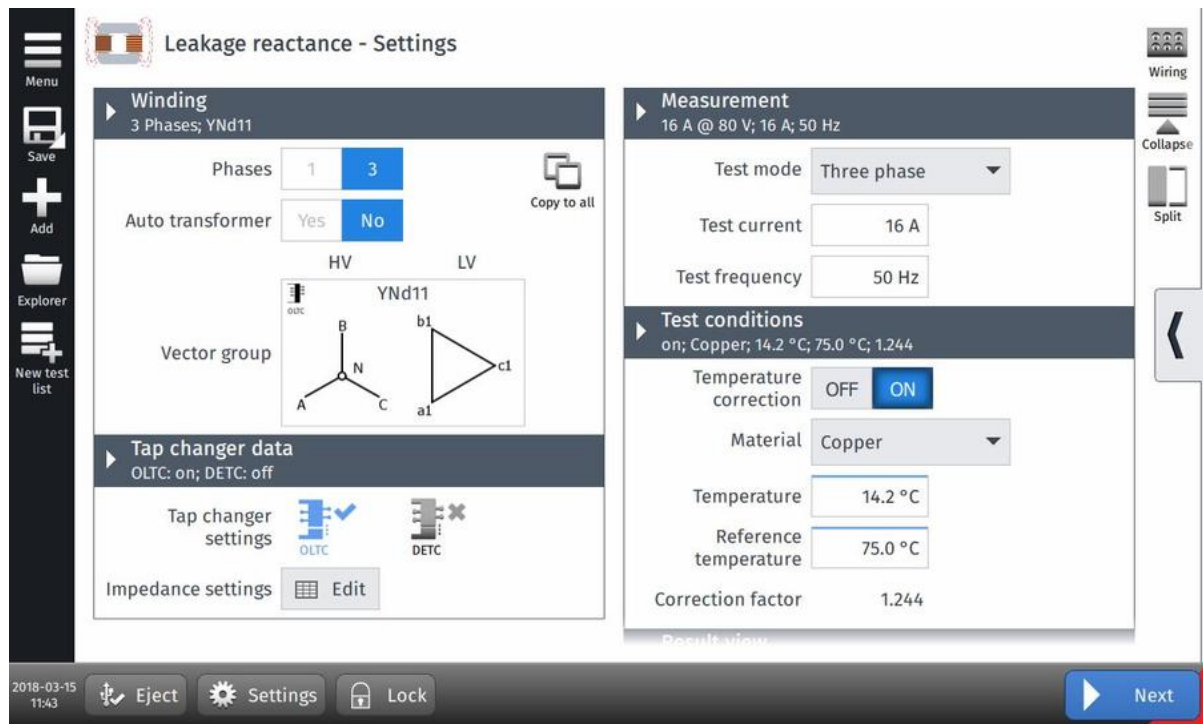 Leakage reactance - Settings
Menu
Save
Add
Explorer
New test
list
Winding
3 Phases; YNd11
Phases
1
3
Copy to all
Auto transformer
Yes
No
HV
LV
OLTC
YNd11
Vector group
B
N
A
C
b1
c1
a1
Tap changer data
OLTC: on; DETC: off
Tap changer
settings
OLTC
DETC
Impedance settings
Edit
Measurement
16 A @ 80 V; 16 A; 50 Hz
Test mode
Three phase
Test current
16 A
Test frequency
50 Hz
Test conditions
on; Copper; 14.2 °C; 75.0 °C; 1.244
Temperature
correction
OFF
ON
Material
Copper
Temperature
14.2 °C
Reference
temperature
75.0 °C
Correction factor
1.244
Result view
Wiring
Collapse
Split
2018-03-15
11:43
Eject
Settings
Lock
Next